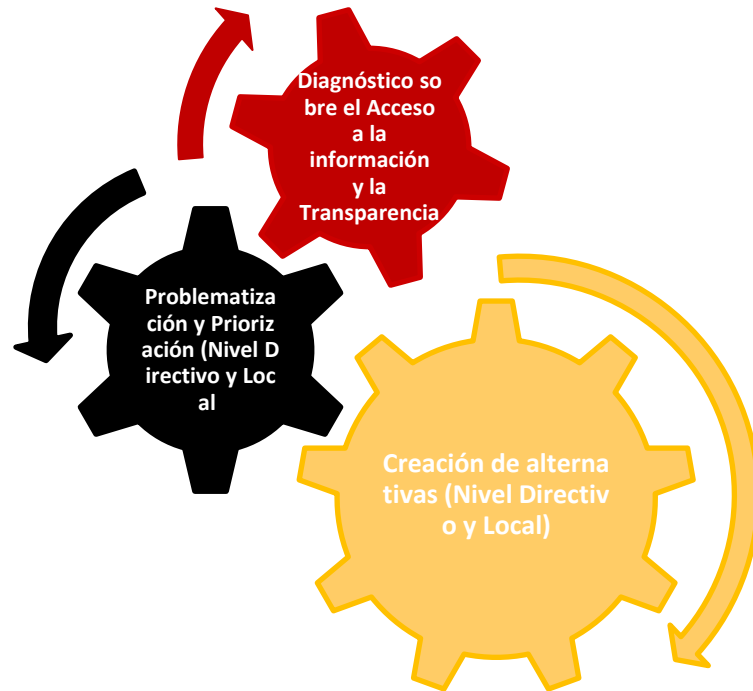 Diagnóstico so
bre el Acceso
a la
información
y la
Transparencia
Problematiza
ción y Prioriz
ación (Nivel D
irectivo y Loc
al
Creación de alterna
tivas (Nivel Directiv
o y Local)